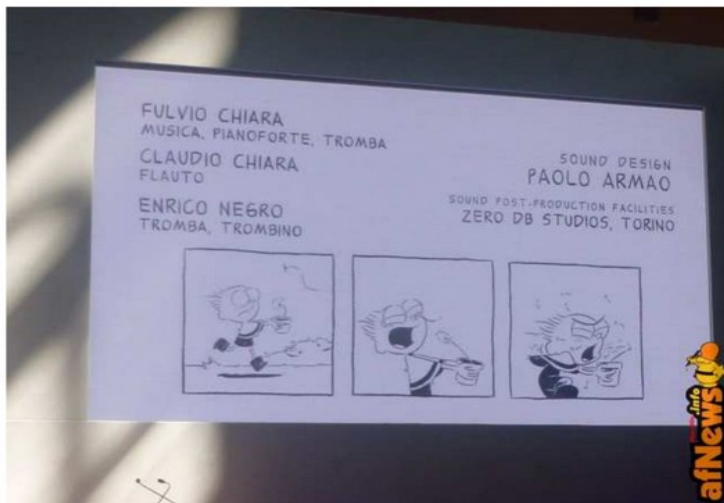 FULVIO CHIARA
MUSICA, PIANOFORTE, TROMBA
CLAUDIO CHIARA
FLAUTO
ENRICO NEGRO
TROMBA, TROMBINO
SOUND DESIGN
PAOLO ARMAO
SOUND POST-PRODUCTION FACILITIES
ZERO DB STUDIOS, TORINO
afNews.info